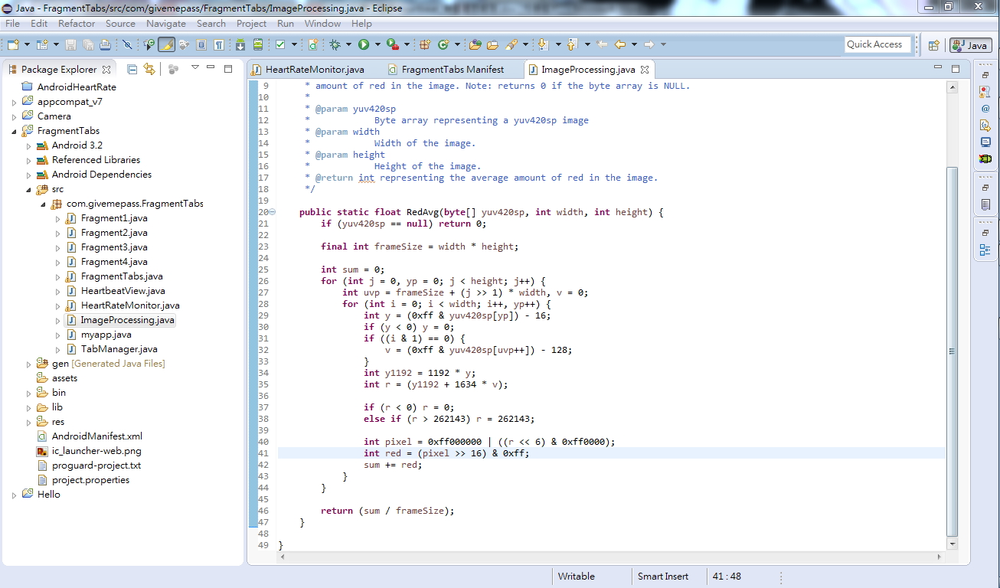 Java - FragmentTabs/src/com/givemepass/FragmentTabs/ImageProcessing.java - Eclipse
File Edit Refactor Source Navigate Search Project Run Window Help
Quick Access
Java
Package Explorer
AndroidHeartRate
appcompat_v7
Camera
FragmentTabs
Android 3.2
Referenced Libraries
Android Dependencies
src
com.givemepass.FragmentTabs
Fragment1.java
Fragment2.java
Fragment3.java
Fragment4.java
FragmentTabs.java
HeartbeatView.java
HeartRateMonitor.java
ImageProcessing.java
myapp.java
TabManager.java
gen [Generated Java Files]
assets
bin
lib
res
AndroidManifest.xml
ic_launcher-web.png
proguard-project.txt
project.properties
Hello
HeartRateMonitor.java FragmentTabs Manifest ImageProcessing.java
9 * amount of red in the image. Note: returns 0 if the byte array is NULL.
10 *
11 * @param yuv420sp
12 * Byte array representing a yuv420sp image
13 * @param width
14 * Width of the image.
15 * @param height
16 * Height of the image.
17 * @return int representing the average amount of red in the image.
18 */
19
20 public static float RedAvg(byte[] yuv420sp, int width, int height) {
21 if (yuv420sp == null) return 0;
22
23 final int frameSize = width * height;
24
25 int sum = 0;
26 for (int j = 0, yp = 0; j < height; j++) {
27 int uvp = frameSize + (j >> 1) * width, v = 0;
28 for (int i = 0; i < width; i++, yp++) {
29 int y = (0xff & yuv420sp[yp]) - 16;
30 if (y < 0) y = 0;
31 if ((i & 1) == 0) {
32 v = (0xff & yuv420sp[uvp++]) - 128;
33 }
34 int y1192 = 1192 * y;
35 int r = (y1192 + 1634 * v);
36
37 if (r < 0) r = 0;
38 else if (r > 262143) r = 262143;
39
40 int pixel = 0xff000000 | ((r << 6) & 0xff0000);
41 int red = (pixel >> 16) & 0xff;
42 sum += red;
43 }
44 }
45
46 return (sum / frameSize);
47 }
48
49 }
Writable Smart Insert 41 : 48